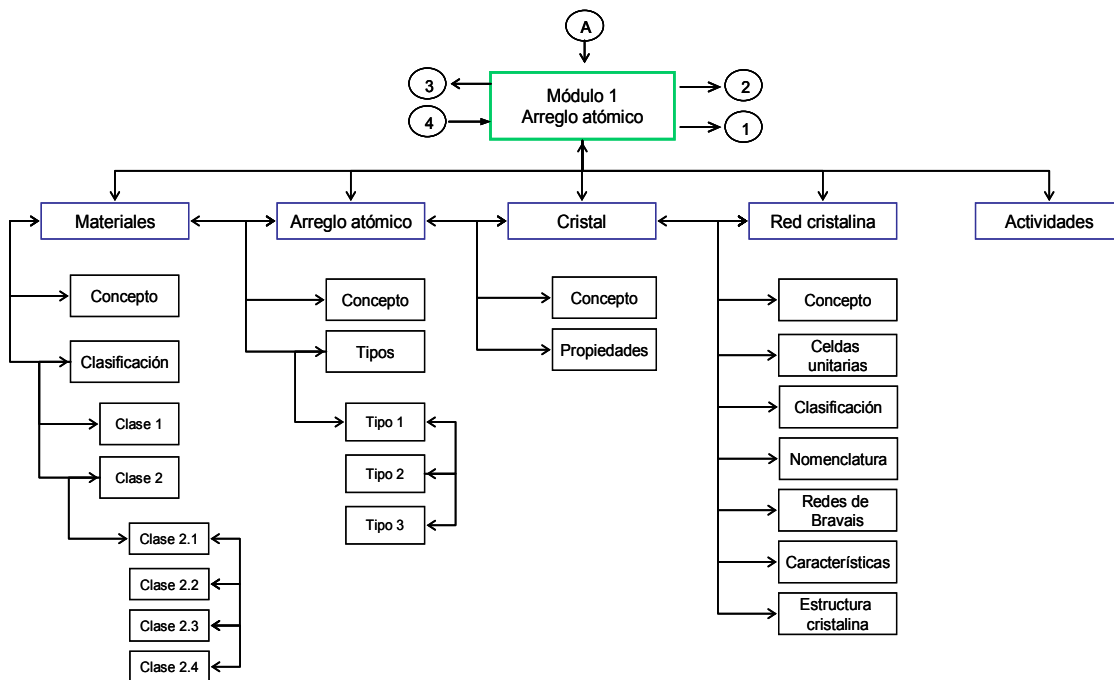 A
3
Módulo 1
Arreglo atómico
2
4
1
Materiales
Arreglo atómico
Cristal
Red cristalina
Actividades
Concepto
Clasificación
Clase 1
Clase 2
Clase 2.1
Clase 2.2
Clase 2.3
Clase 2.4
Concepto
Tipos
Tipo 1
Tipo 2
Tipo 3
Concepto
Propiedades
Concepto
Celdas
unitarias
Clasificación
Nomenclatura
Redes de
Bravais
Características
Estructura
cristalina